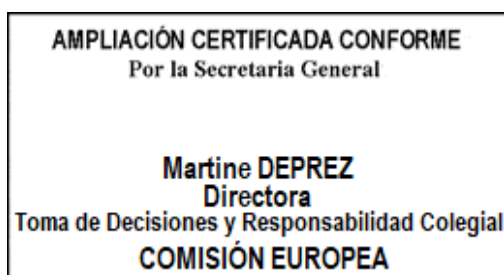 AMPLIACIÓN CERTIFICADA CONFORME
Por la Secretaria General
Martine DEPREZ
Directora
Toma de Decisiones y Responsabilidad Colegial
COMISIÓN EUROPEA